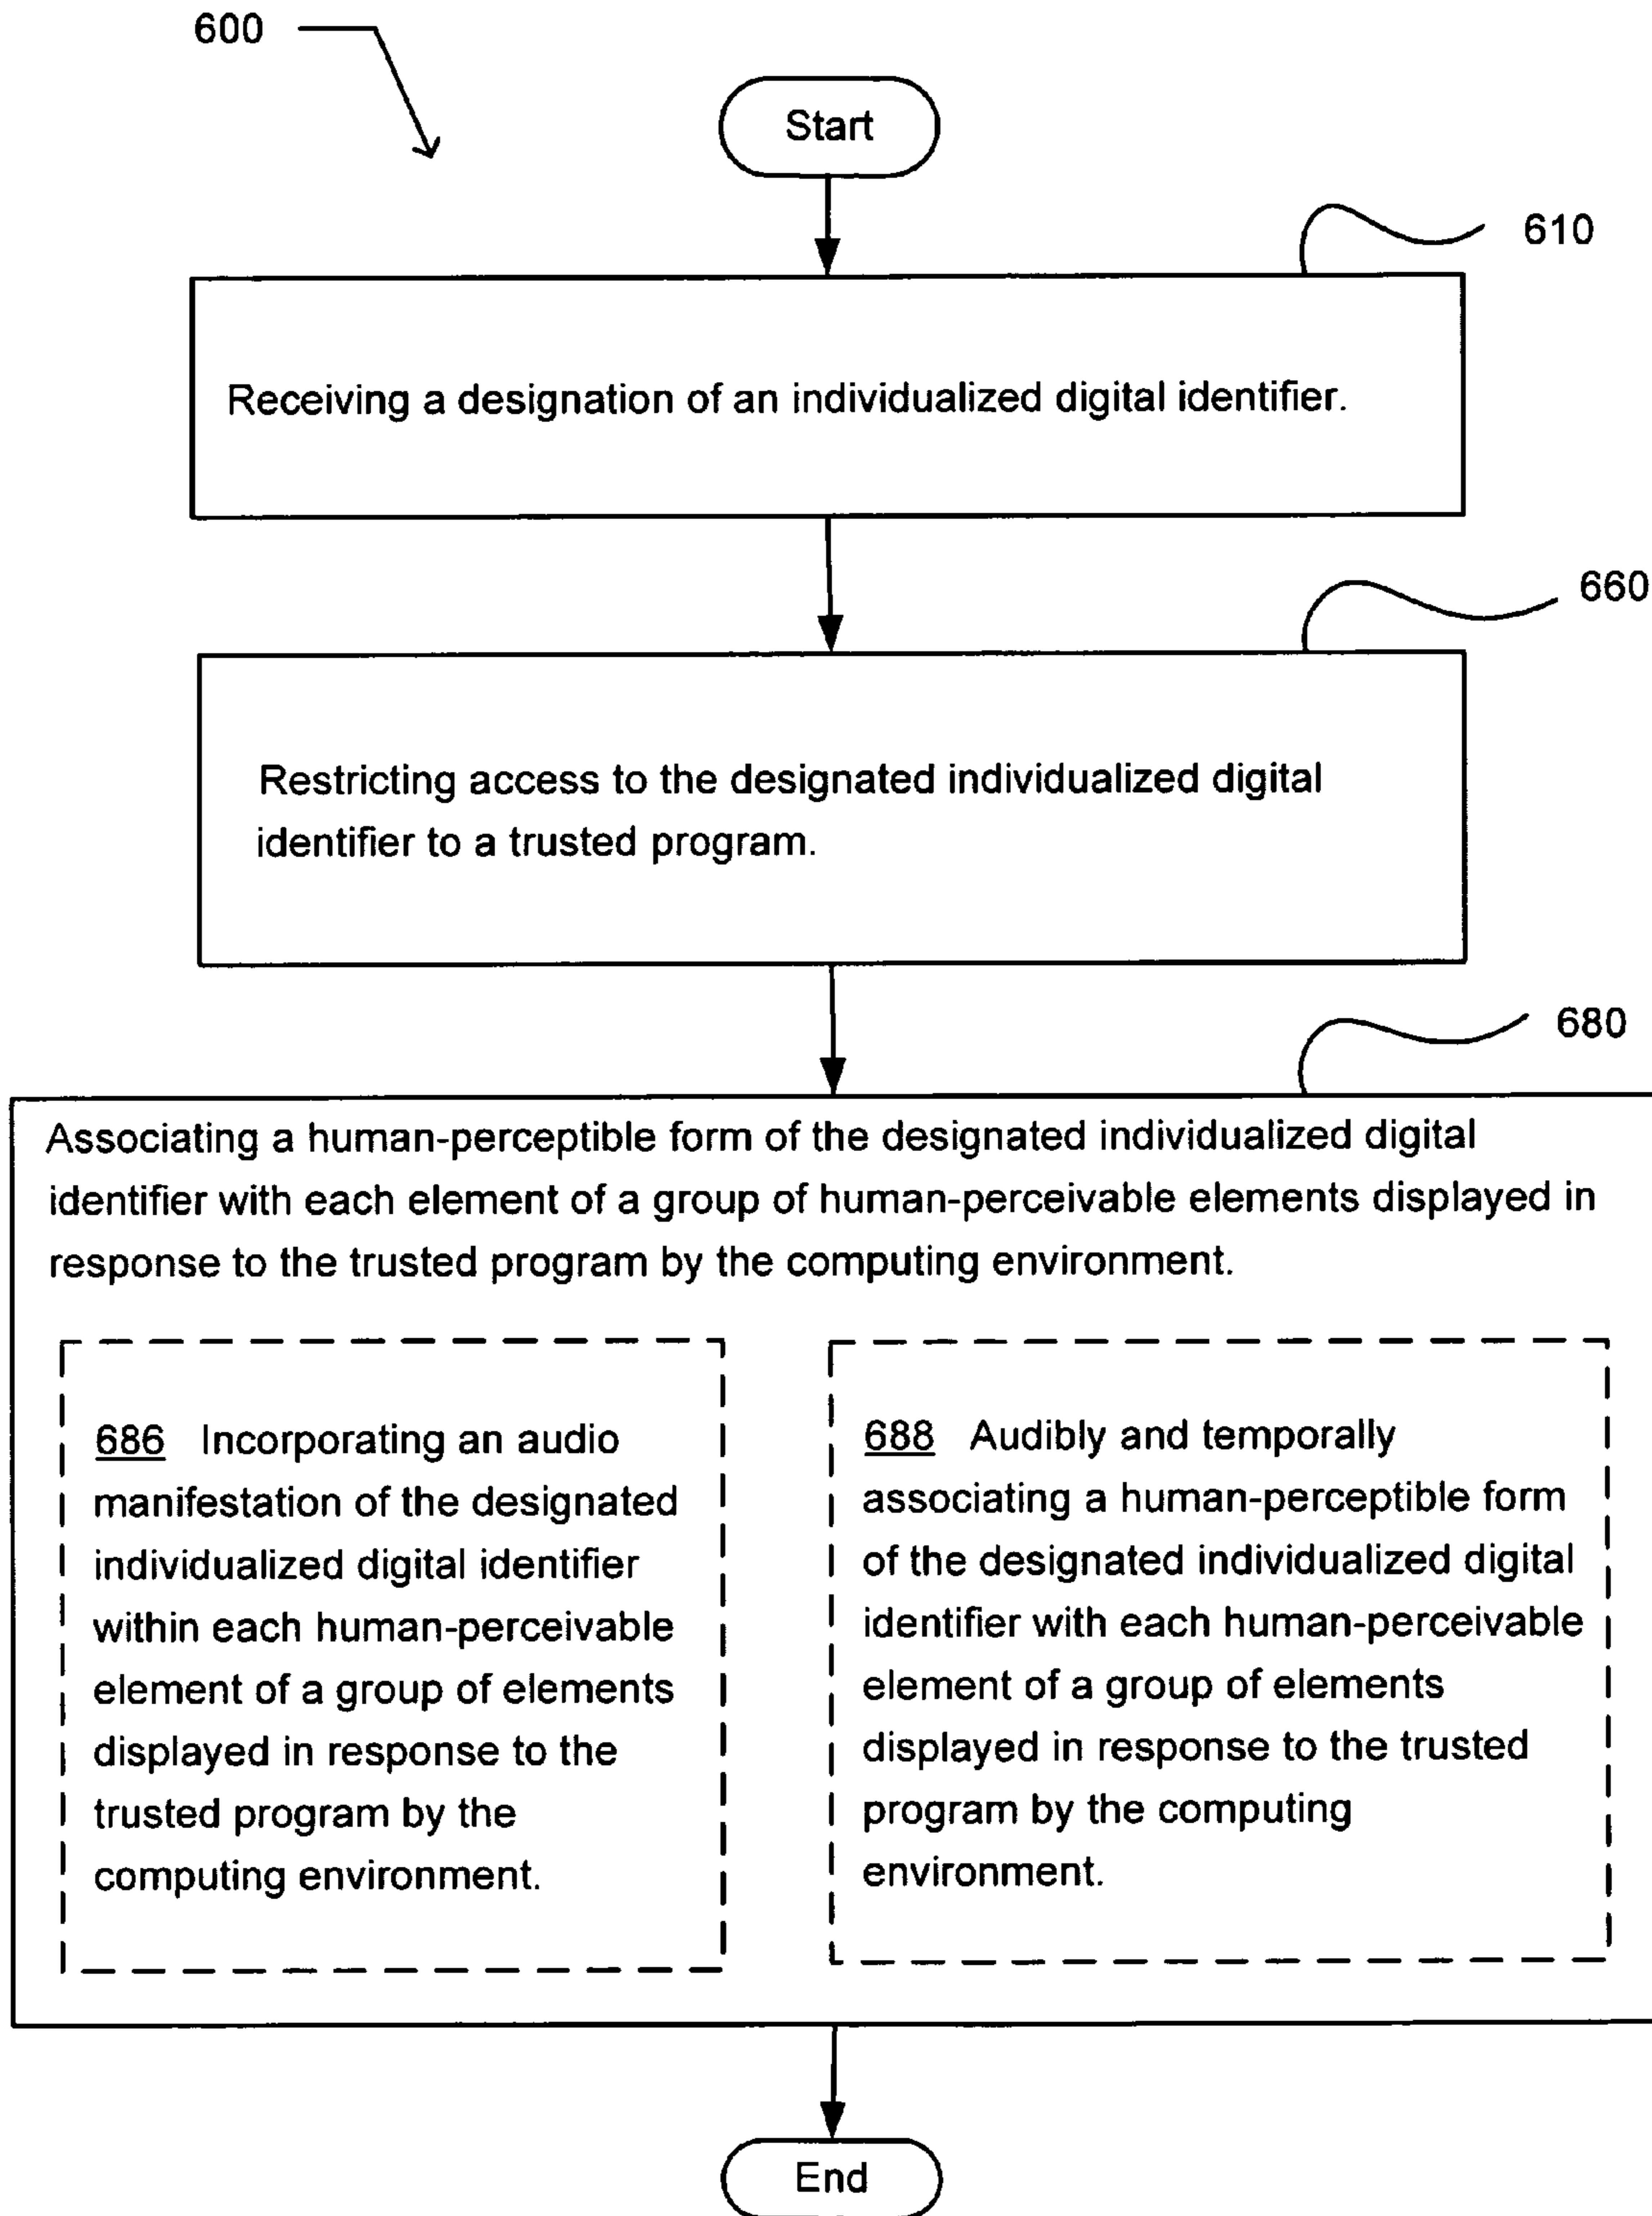 600
Start
610
Receiving a designation of an individualized digital identifier.
660
Restricting access to the designated individualized digital
identifier to a trusted program.
680
Associating a human-perceptible form of the designated individualized digital
identifier with each element of a group of human-perceivable elements displayed in
response to the trusted program by the computing environment.
686 Incorporating an audio
manifestation of the designated
individualized digital identifier
within each human-perceivable
element of a group of elements
displayed in response to the
trusted program by the
computing environment.
688 Audibly and temporally
associating a human-perceptible form
of the designated individualized digital
identifier with each human-perceivable
element of a group of elements
displayed in response to the trusted
program by the computing
environment.
End